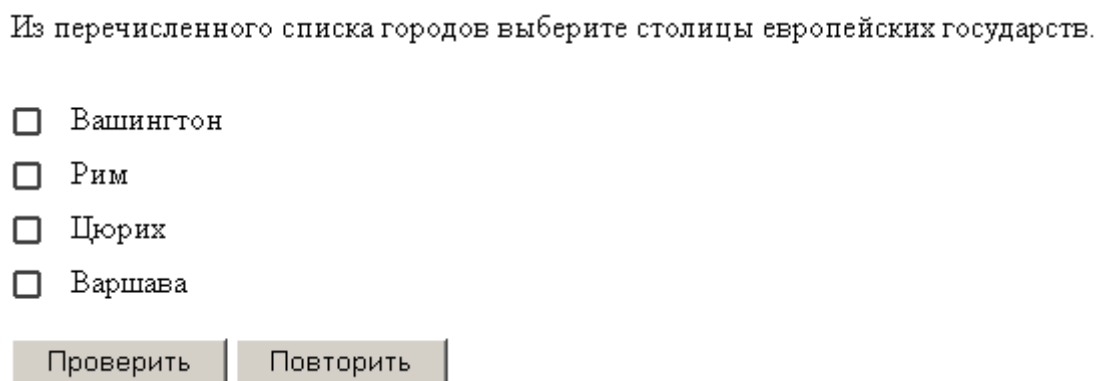 Из перечисленного списка городов выберите столицы европейских государств.
Вашингтон
Рим
Цюрих
Варшава
Проверить Повторить